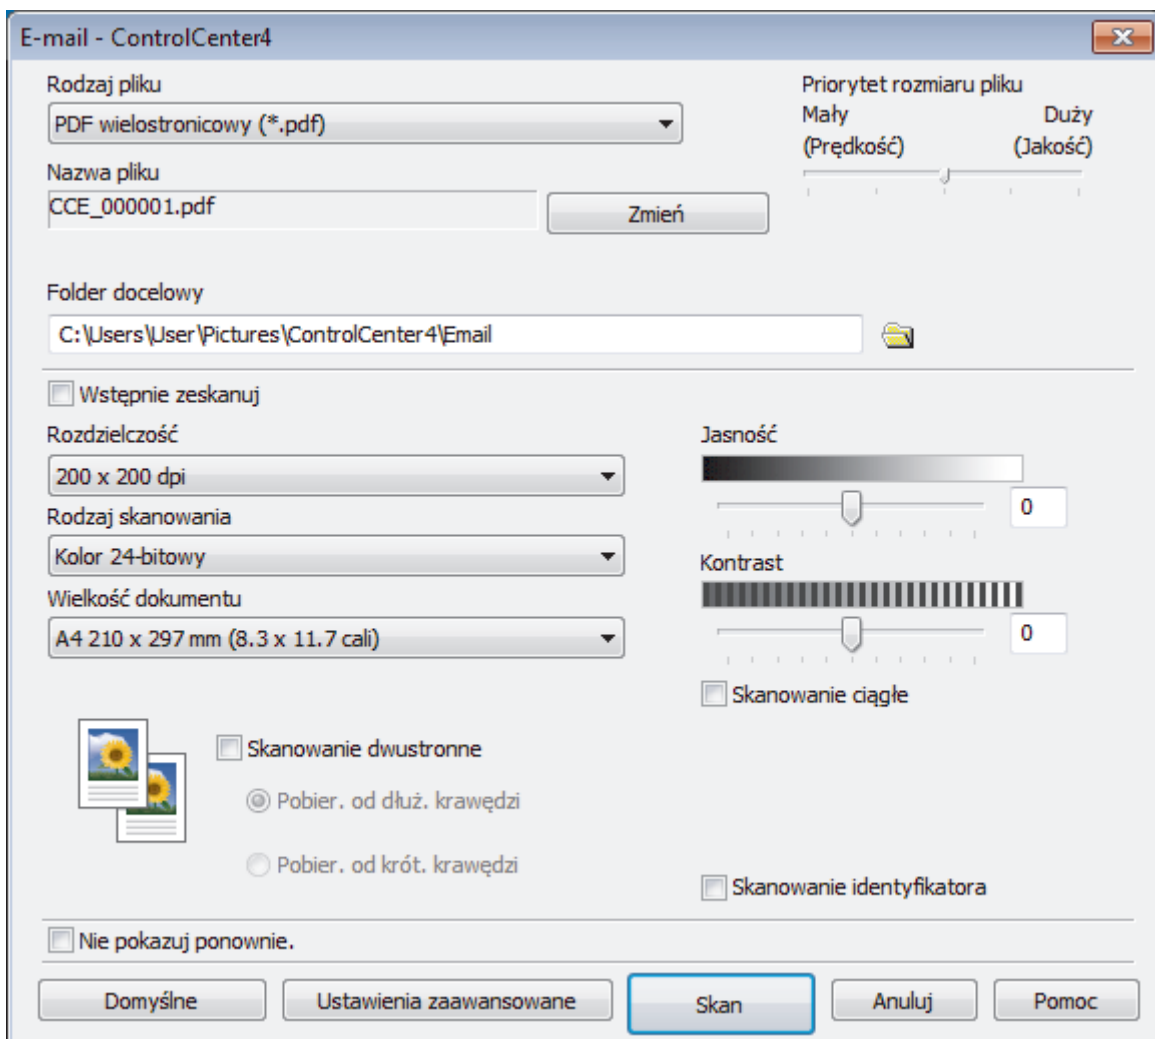 E-mail - ControlCenter4
Rodzaj pliku
PDF wielostronicowy (*.pdf)
Priorytet rozmiaru pliku
Mały Duży
(Prędkość) (Jakość)
Nazwa pliku
CCE_000001.pdf
Zmień
Folder docelowy
C:\Users\User\Pictures\ControlCenter4\Email
Wstępnie zeskanuj
Rozdzielczość
200 x 200 dpi
Rodzaj skanowania
Kolor 24-bitowy
Wielkość dokumentu
A4 210 x 297 mm (8.3 x 11.7 cali)
Jasność
0
Kontrast
0
Skanowanie ciągłe
Skanowanie dwustronne
Pobier. od dłuż. krawędzi
Pobier. od krót. krawędzi
Skanowanie identyfikatora
Nie pokazuj ponownie.
Domyślne
Ustawienia zaawansowane
Skan
Anuluj
Pomoc